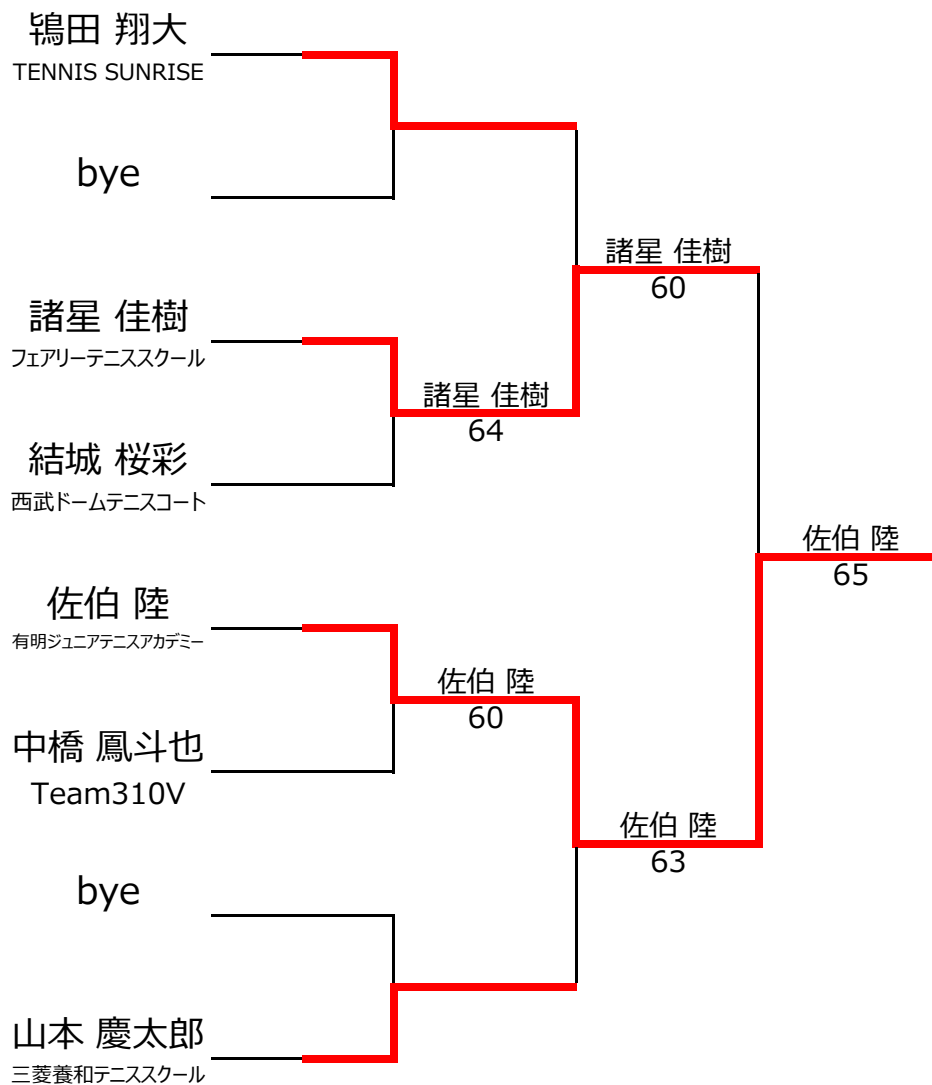 鴇田 翔大
TENNIS SUNRISE
bye
諸星 佳樹
60
諸星 佳樹
フェアリーテニススクール
諸星 佳樹
64
結城 桜彩
西武ドームテニスコート
佐伯 陸
65
佐伯 陸
有明ジュニアテニスアカデミー
佐伯 陸
60
中橋 鳳斗也
Team310V
佐伯 陸
63
bye
山本 慶太郎
三菱養和テニススクール